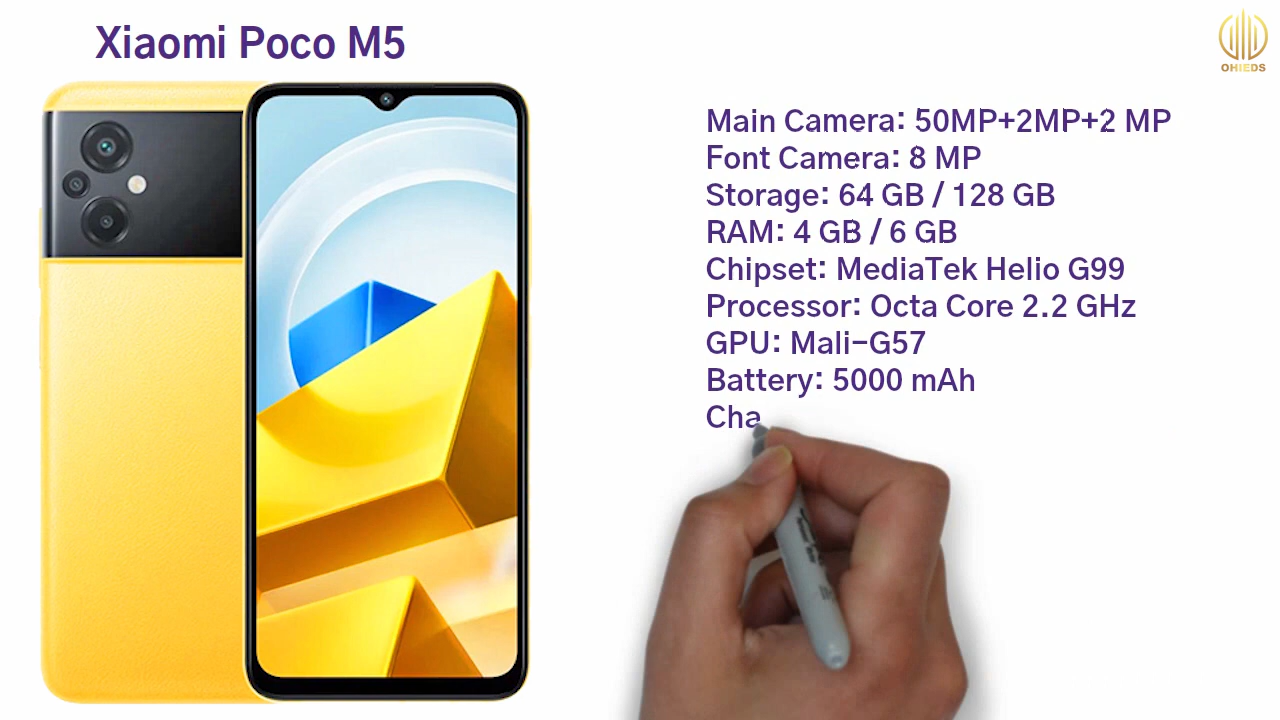 Xiaomi Poco M5
OHIEDS
Main Camera: 50MP+2MP+2 MP
Font Camera: 8 MP
Storage: 64 GB / 128 GB
RAM: 4 GB / 6 GB
Chipset: MediaTek Helio G99
Processor: Octa Core 2.2 GHz
GPU: Mali-G57
Battery: 5000 mAh
Cha